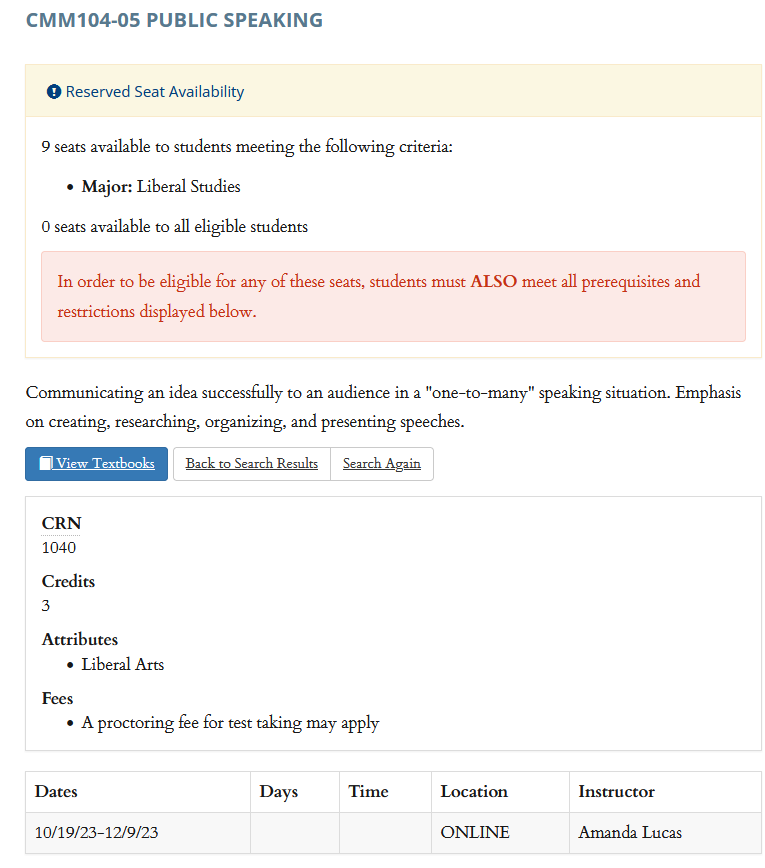 CMM104-05 PUBLIC SPEAKING
Reserved Seat Availability
9 seats available to students meeting the following criteria:
• Major: Liberal Studies
0 seats available to all eligible students
In order to be eligible for any of these seats, students must ALSO meet all prerequisites and
restrictions displayed below.
Communicating an idea successfully to an audience in a "one-to-many" speaking situation. Emphasis
on creating, researching, organizing, and presenting speeches.
View Textbooks Back to Search Results Search Again
CRN
1040
Credits
3
Attributes
• Liberal Arts
Fees
• A proctoring fee for test taking may apply
Dates Days Time Location Instructor
10/19/23-12/9/23 ONLINE Amanda Lucas